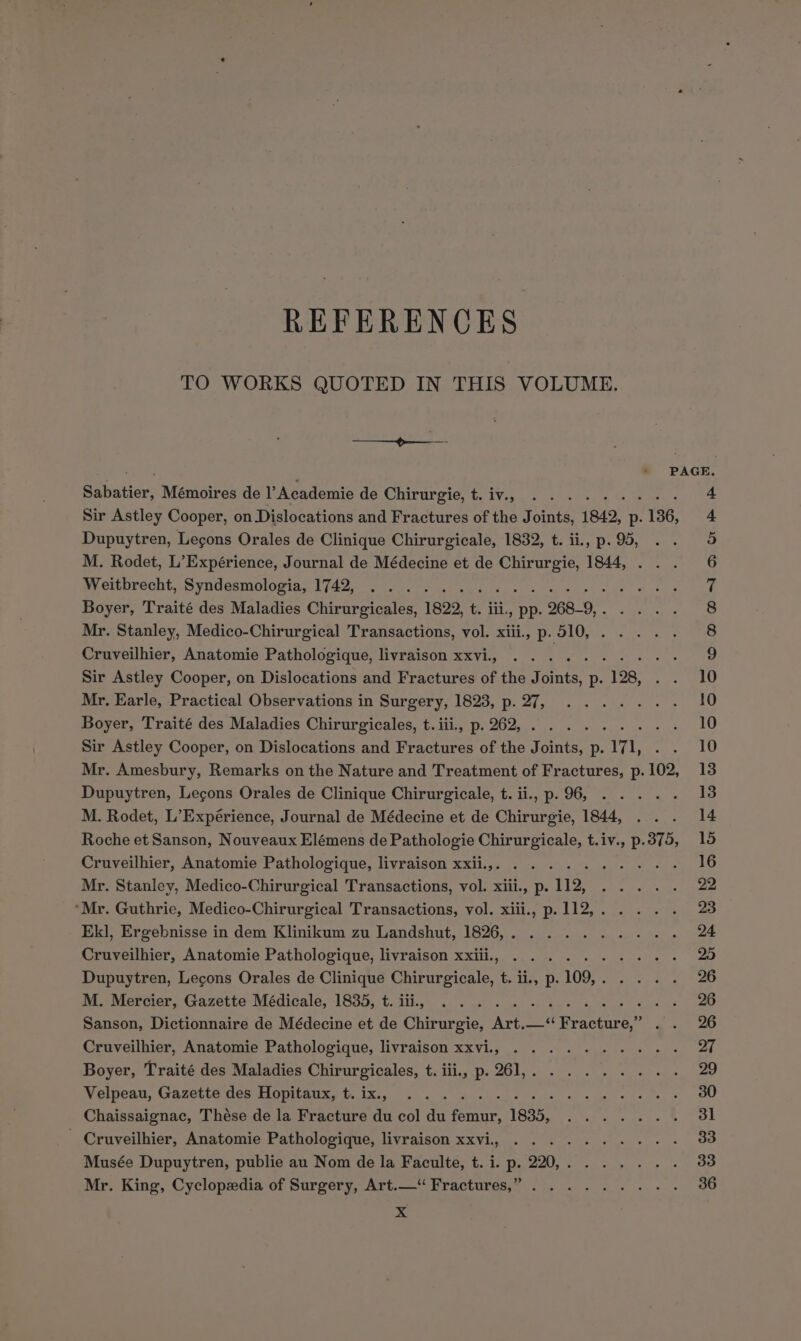 REFERENCES
TO WORKS QUOTED IN THIS VOLUME.
PAGE.
Sabatier, Mémoires de l'Academie de Chirurgie, t. iv., . . . . . . . . . 4
Sir Astley Cooper, on Dislocations and Fractures of the Joints, 1842, p. 136, 4
Dupuytren, Leçons Orales de Clinique Chirurgicale, 1832, t. ii., p. 95, . . 5
M. Rodet, L'Expérience, Journal de Médecine et de Chirurgie, 1844, . . . 6
Weitbrecht, Syndesmologia, 1742, . . . . . . . . . . . . . . . . 7
Boyer, Traité des Maladies Chirurgicales, 1822, t. iii., pp. 268-9, . . . . . 8
Mr. Stanley, Medico-Chirurgical Transactions, vol. xiii., p. 510, . . . . . 8
Cruveilhier, Anatomie Pathologique, livraison xxvi., . . . . . . . . . . 9
Sir Astley Cooper, on Dislocations and Fractures of the Joints, p. 128, . . 10
Mr. Earle, Practical Observations in Surgery, 1823, p. 27, . . . . . . . 10
Boyer, Traité des Maladies Chirurgicales, t. iii., p. 262, . . . . . . . . . 10
Sir Astley Cooper, on Dislocations and Fractures of the Joints, p. 171, . . 10
Mr. Amesbury, Remarks on the Nature and Treatment of Fractures, p. 102, 13
Dupuytren, Leçons Orales de Clinique Chirurgicale, t. ii., p. 96, . . . . . 13
M. Rodet, L'Expérience, Journal de Médecine et de Chirurgie, 1844, . . . 14
Roche et Sanson, Nouveaux Elémens de Pathologie Chirurgicale, t. iv., p. 375, 15
Cruveilhier, Anatomie Pathologique, livraison xxii.,. . . . . . . . . . . 16
Mr. Stanley, Medico-Chirurgical Transactions, vol. xiii., p. 112, . . . . . 22
Mr. Guthrie, Medico-Chirurgical Transactions, vol. xiii., p. 112, . . . . . 23
Ekl, Ergebnisse in dem Klinikum zu Landshut, 1826, . . . . . . . . . . 24
Cruveilhier, Anatomie Pathologique, livraison xxiii., . . . . . . . . . . 25
Dupuytren, Leçons Orales de Clinique Chirurgicale, t. ii., p. 109, . . . . . 26
M. Mercier, Gazette Médicale, 1835, t. iii., . . . . . . . . . . . . . . 26
Sanson, Dictionnaire de Médecine et de Chirurgie, Art.—“Fracture,” . . 26
Cruveilhier, Anatomie Pathologique, livraison xxvi., . . . . . . . . . . 27
Boyer, Traité des Maladies Chirurgicales, t. iii., p. 261, . . . . . . . . . 29
Velpeau, Gazette des Hopitaux, t. ix., . . . . . . . . . . . . . . . . 30
Chaissaignac, Thèse de la Fracture du col du femur, 1835, . . . . . . . 31
Cruveilhier, Anatomie Pathologique, livraison xxvi., . . . . . . . . . . 33
Musée Dupuytren, publie au Nom de la Faculte, t. i. p. 220, . . . . . . . 33
Mr. King, Cyclopædia of Surgery, Art.—“Fractures,” . . . . . . . . . 36
X